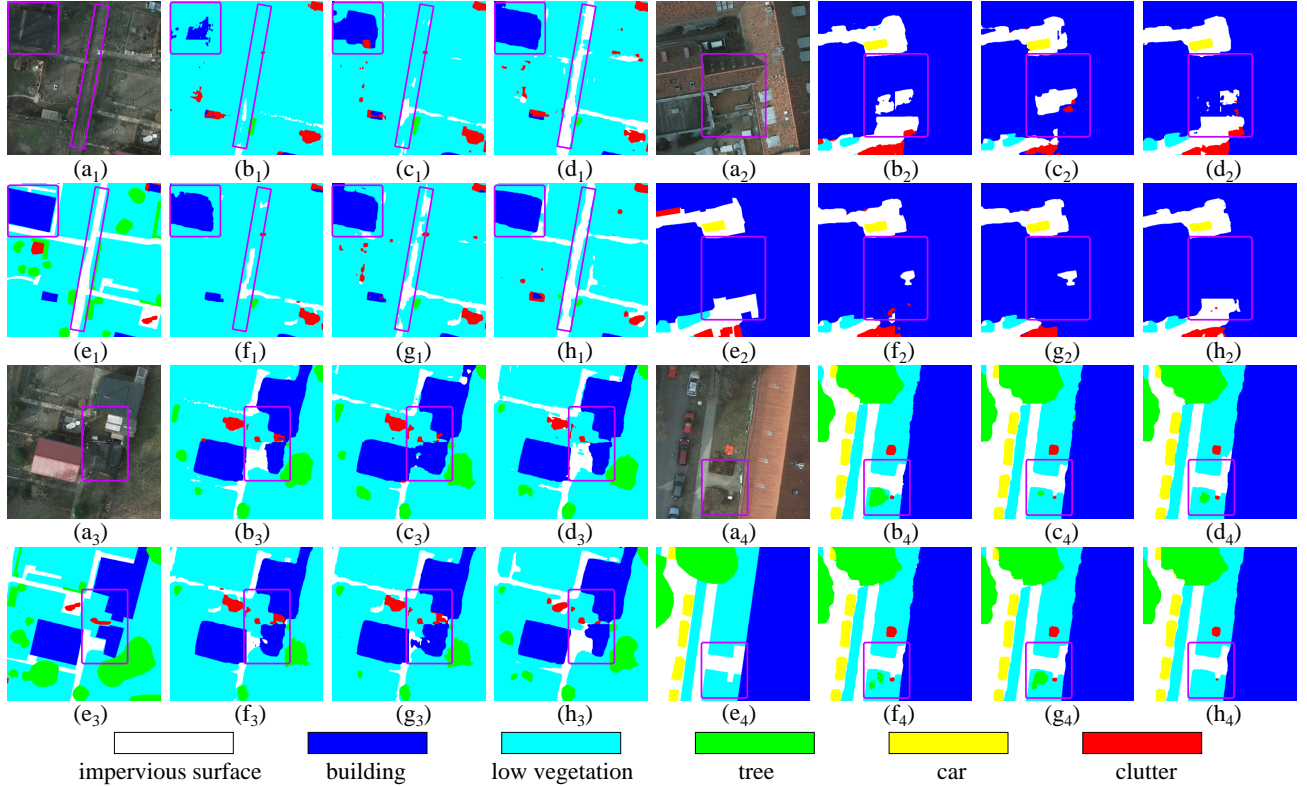 (a1) (b1) (c1) (d1) (a2) (b2) (c2) (d2)
(e1) (f1) (g1) (h1) (e2) (f2) (g2) (h2)
(a3) (b3) (c3) (d3) (a4) (b4) (c4) (d4)
(e3) (f3) (g3) (h3) (e4) (f4) (g4) (h4)
impervious surface building low vegetation tree car clutter